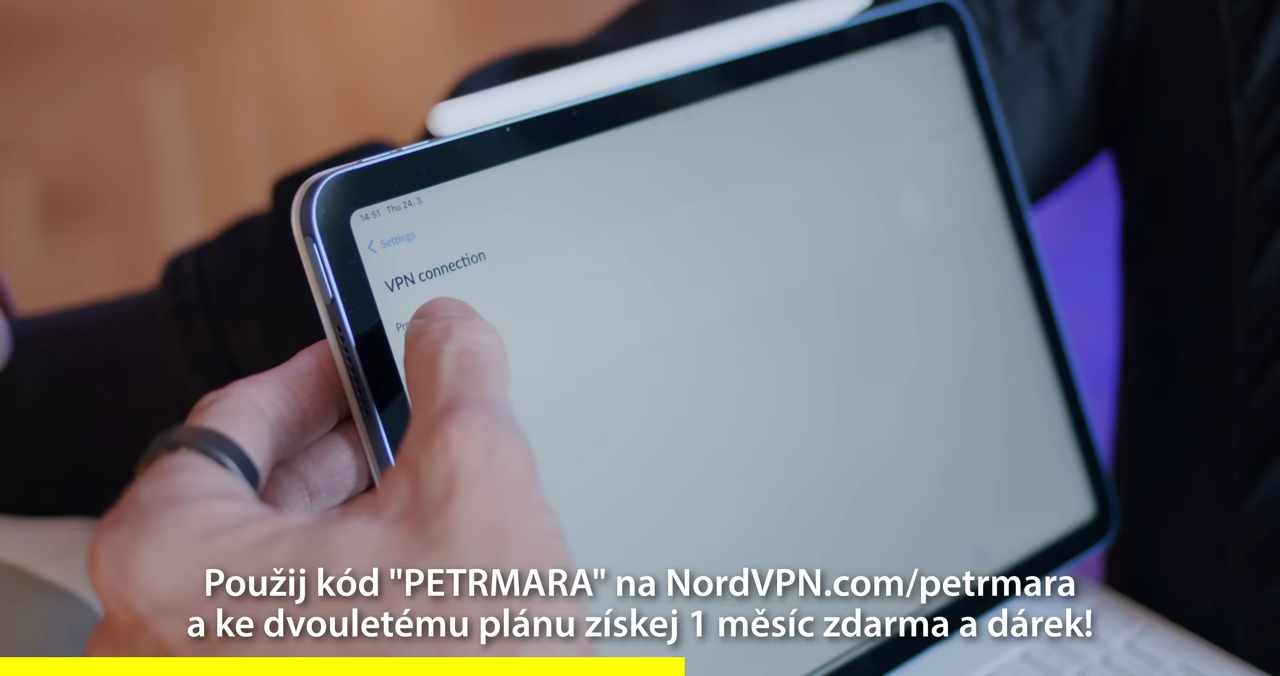 14:51 Thu 24. 3.
Settings
VPN connection
Použij kód "PETRMARA" na NordVPN.com/petrmara
a ke dvouletému plánu získej 1 měsíc zdarma a dárek!